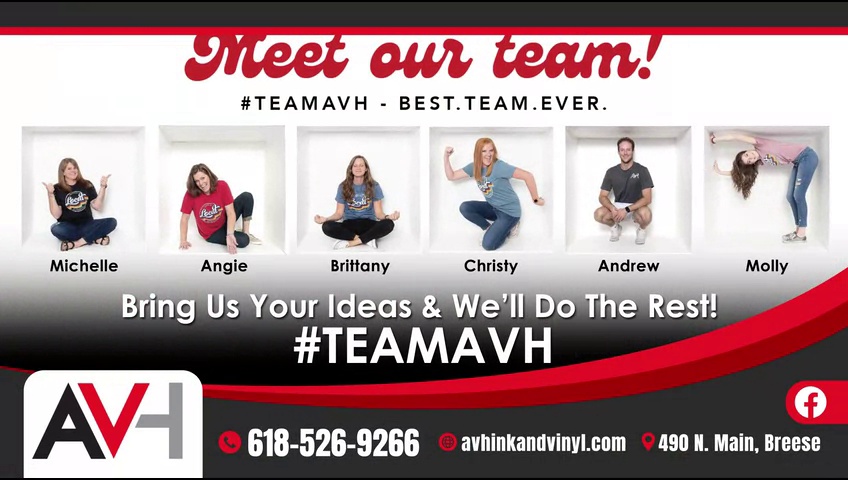 Meet our team!
#TEAMAVH - BEST.TEAM.EVER.
Michelle Angie Brittany Christy Andrew Molly
Bring Us Your Ideas & We'll Do The Rest!
#TEAMAVH
AVH
618-526-9266 avhinkandvinyl.com 490 N. Main, Breese